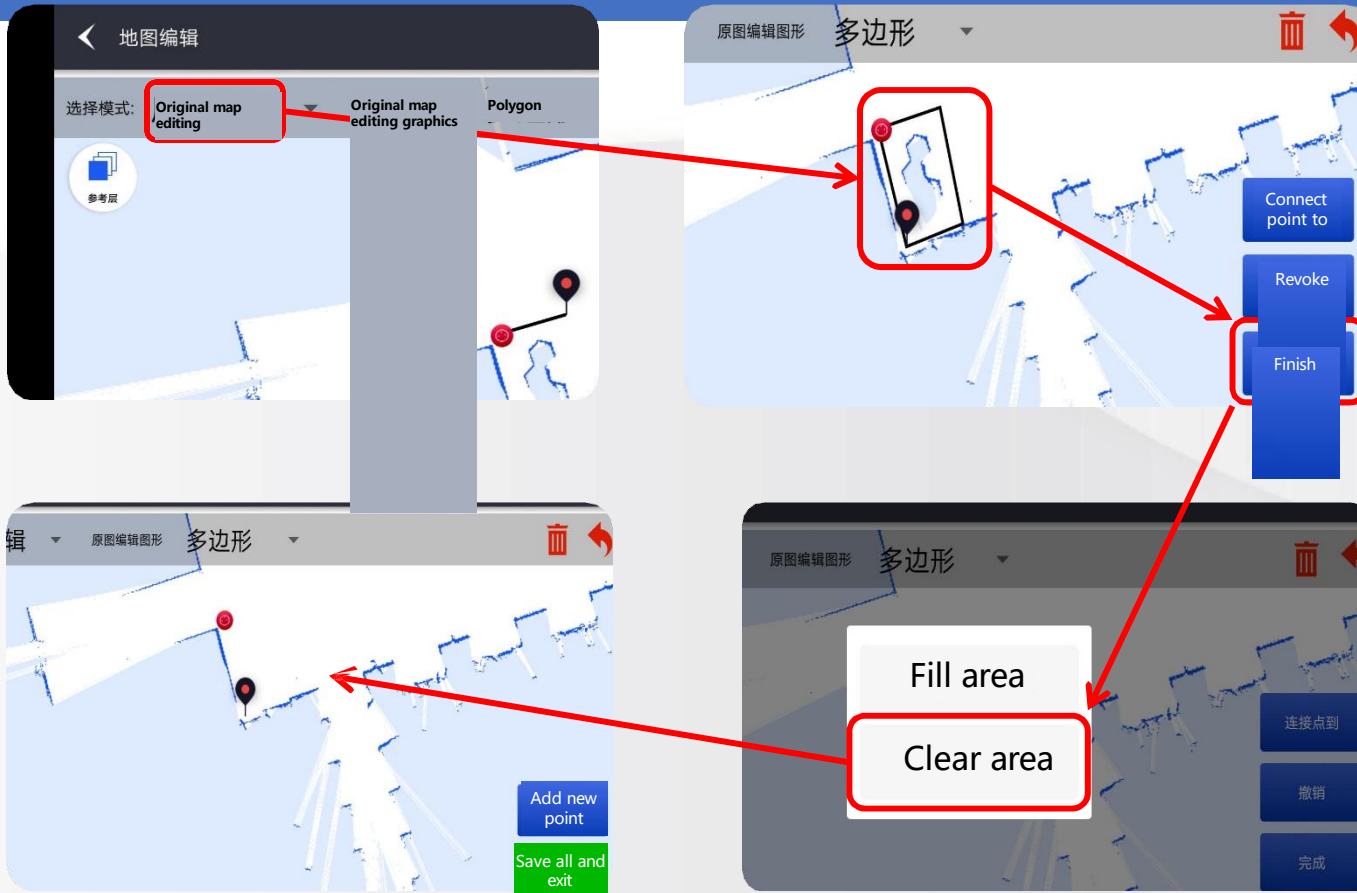 地图编辑
选择模式:
Original map
editing
Original map
editing graphics
Polygon
参考层
原图编辑图形
多边形
Connect
point to
Revoke
Finish
辑
原图编辑图形
多边形
Add new
point
Save all and
exit
原图编辑图形
多边形
Fill area
Clear area
连接点到
撤销
完成